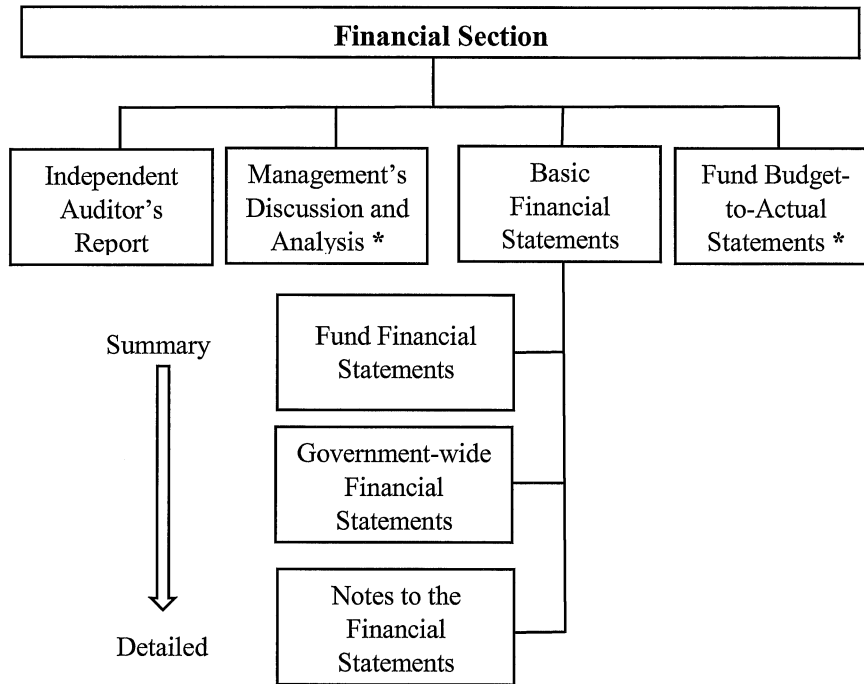 Financial Section
Independent
Auditor's
Report
Management's
Discussion and
Analysis *
Basic
Financial
Statements
Fund Budget-
to-Actual
Statements *
Summary
Fund Financial
Statements
Government-wide
Financial
Statements
Notes to the
Financial
Statements
Detailed